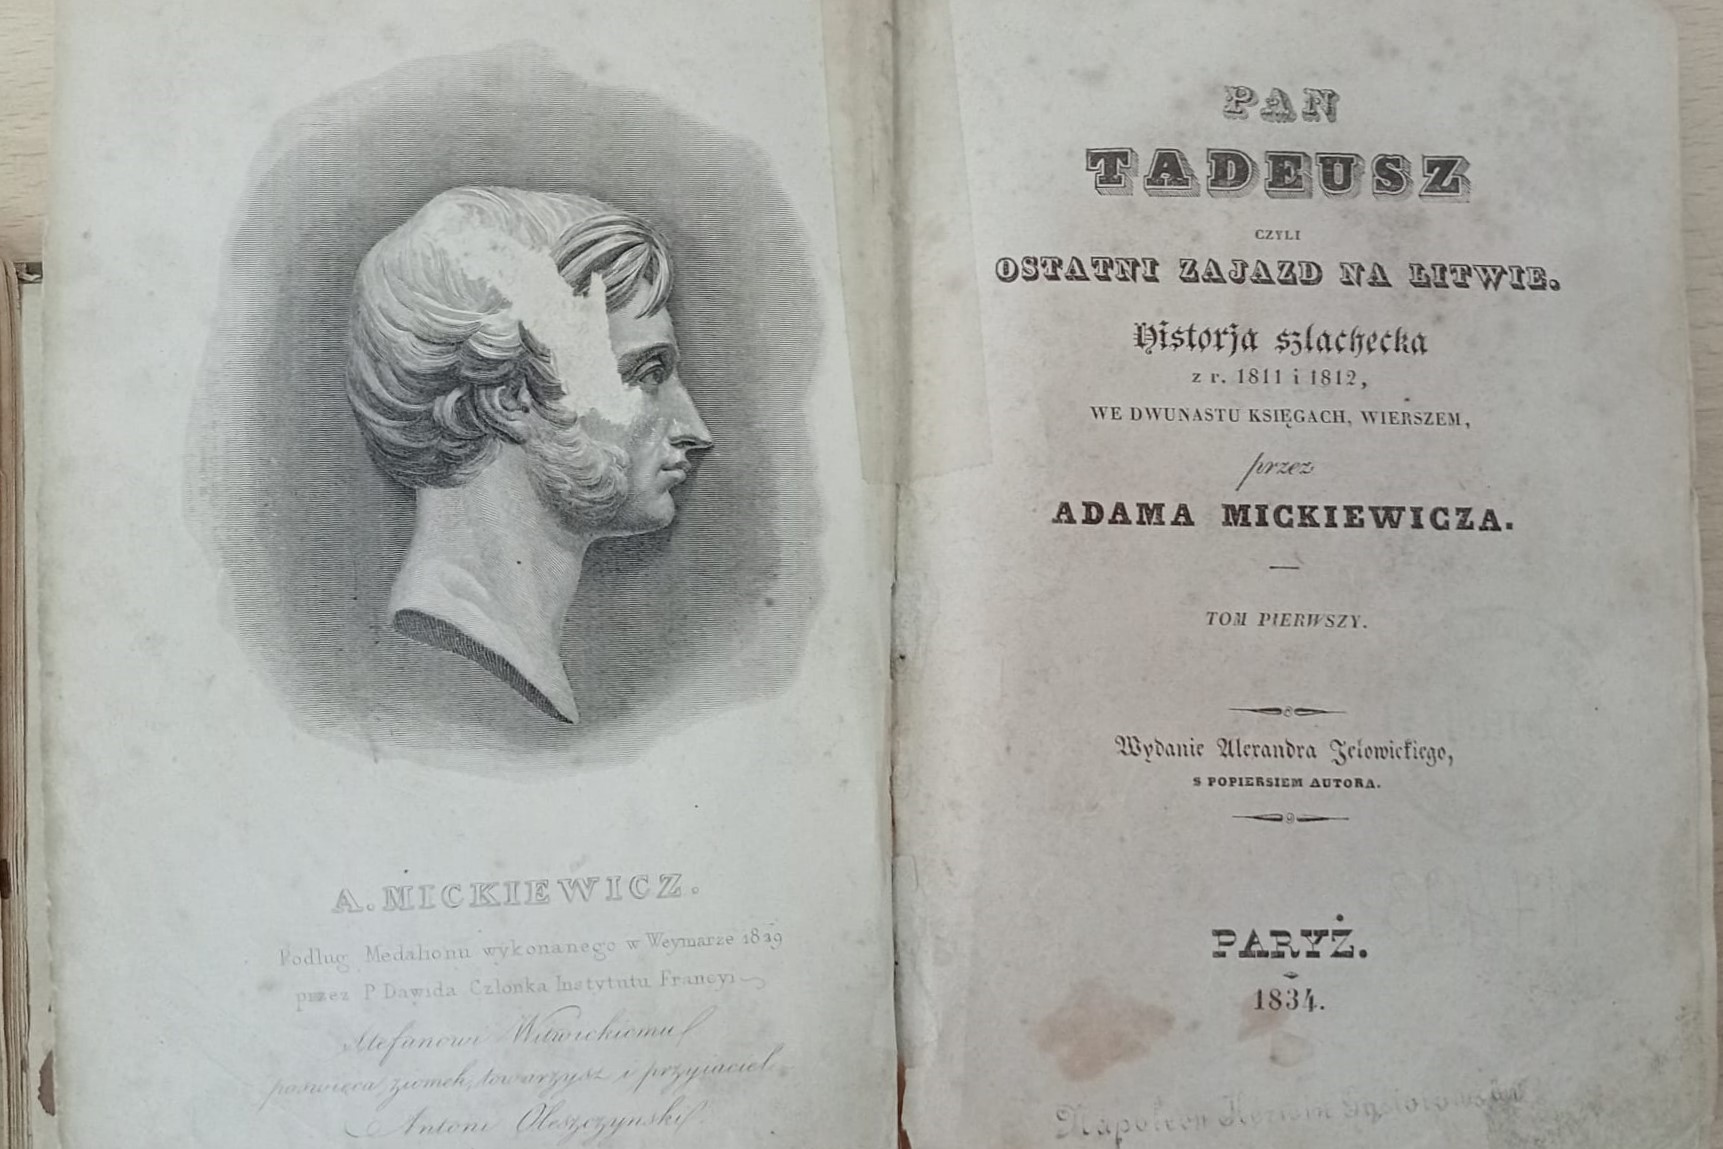 A. MICKIEWICZ.
Podług Medalionu wykonanego w Weymarze 1829
przez P. Dawida Członka Instytutu Francyi
Stefanowi Witwickiemu
poświęca ziomek, towarzysz i przyjaciel
Antoni Oleszczynski
PAN
TADEUSZ
CZYLI
OSTATNI ZAJAZD NA LITWIE.
Historja szlachecka
z r. 1811 i 1812,
WE DWUNASTU KSIĘGACH, WIERSZEM,
przez
ADAMA MICKIEWICZA.
TOM PIERWSZY.
Wydanie Alexandra Jełowickiego,
S POPIERSIEM AUTORA.
PARYŻ.
1834.
Napoleon